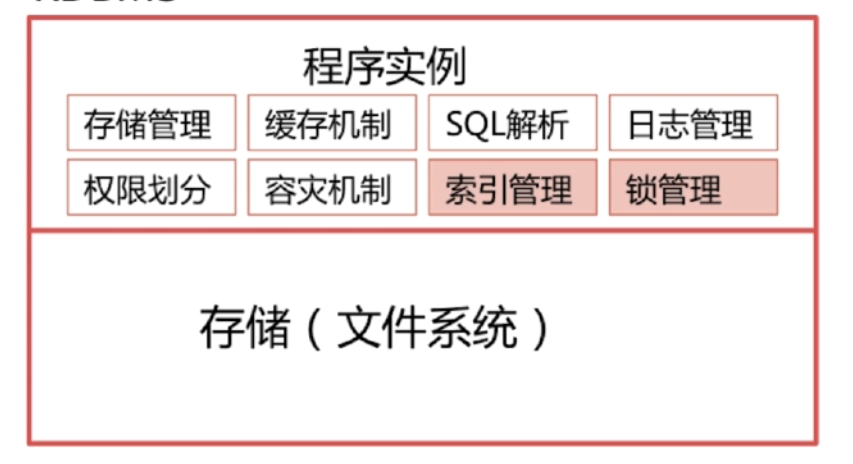 程序实例
存储管理 缓存机制 SQL解析 日志管理
权限划分 容灾机制 索引管理 锁管理
存储（文件系统）